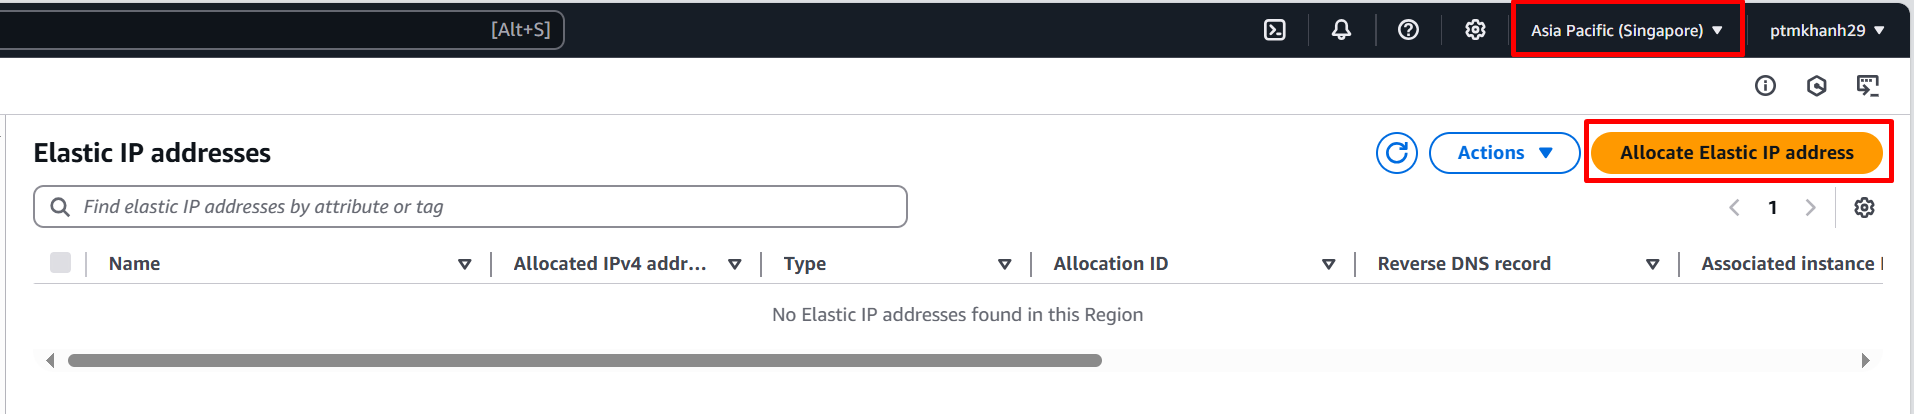 [Alt+S]
Asia Pacific (Singapore)
ptmkhanh29
Elastic IP addresses
Actions
Allocate Elastic IP address
Find elastic IP addresses by attribute or tag
1
Name
Allocated IPv4 addr...
Type
Allocation ID
Reverse DNS record
Associated instance
No Elastic IP addresses found in this Region